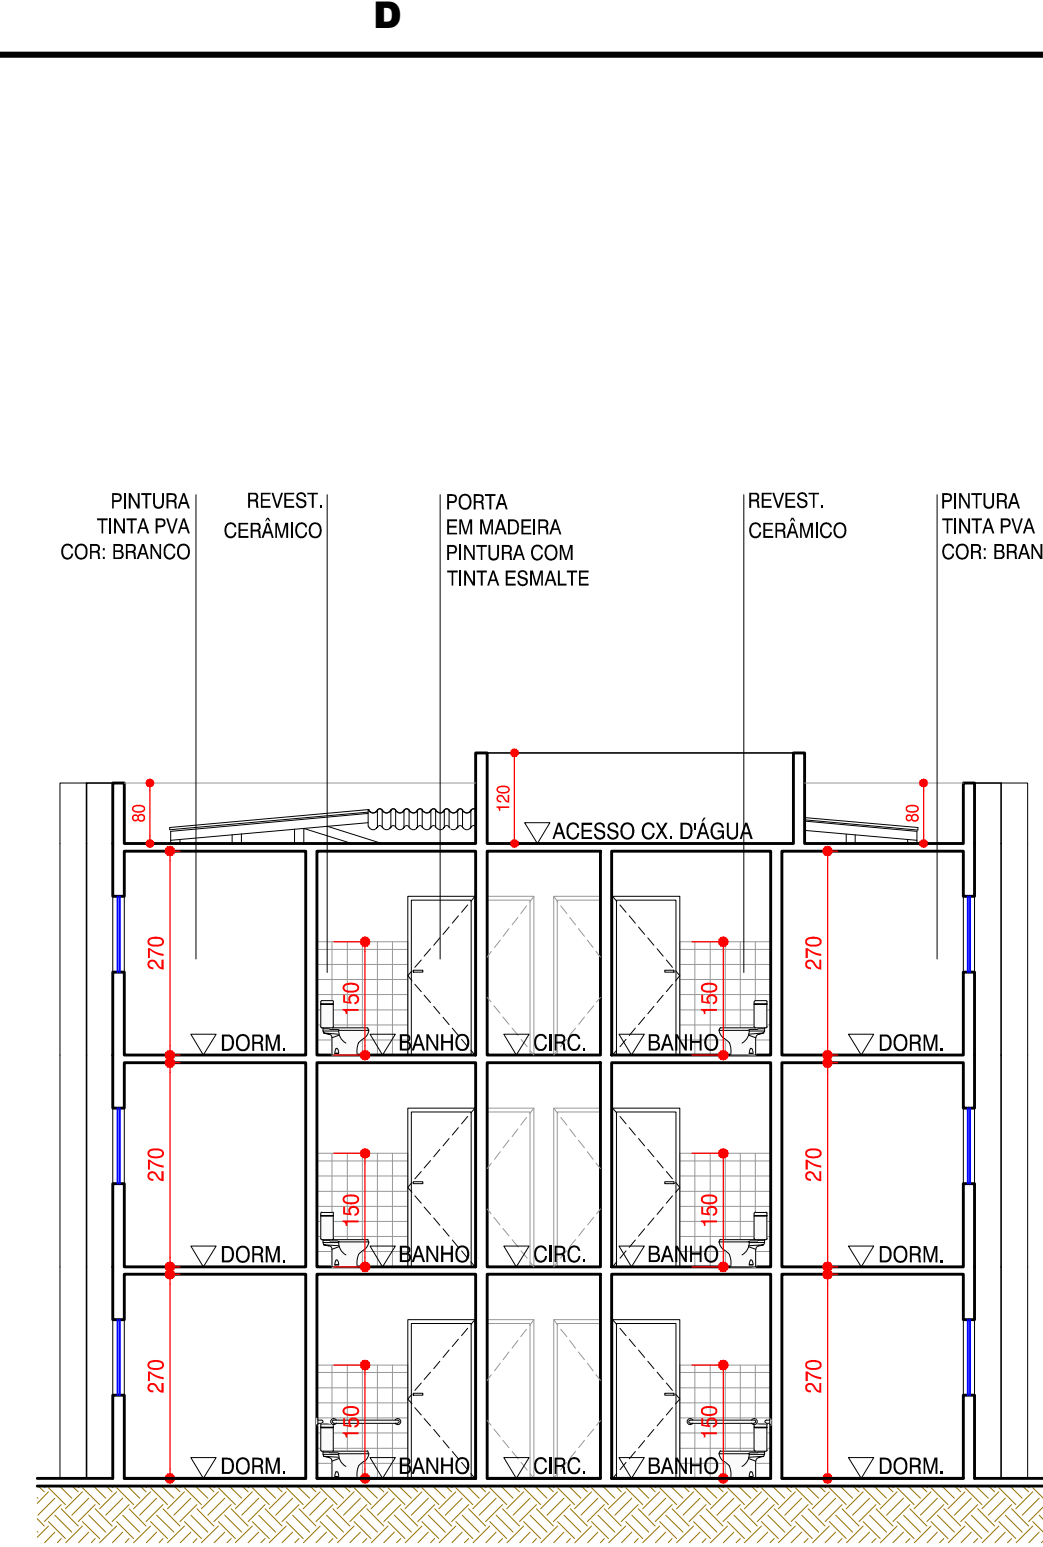 D
PINTURA
TINTA PVA
COR: BRANCO
REVEST.
CERÂMICO
PORTA
EM MADEIRA
PINTURA COM
TINTA ESMALTE
REVEST.
CERÂMICO
PINTURA
TINTA PVA
COR: BRAN
80
120
ACESSO CX. D'ÁGUA
80
270
150
150
270
DORM.
BANHO
CIRC.
BANHO
DORM.
270
150
150
270
DORM.
BANHO
CIRC.
BANHO
DORM.
270
150
150
270
DORM.
BANHO
CIRC.
BANHO
DORM.